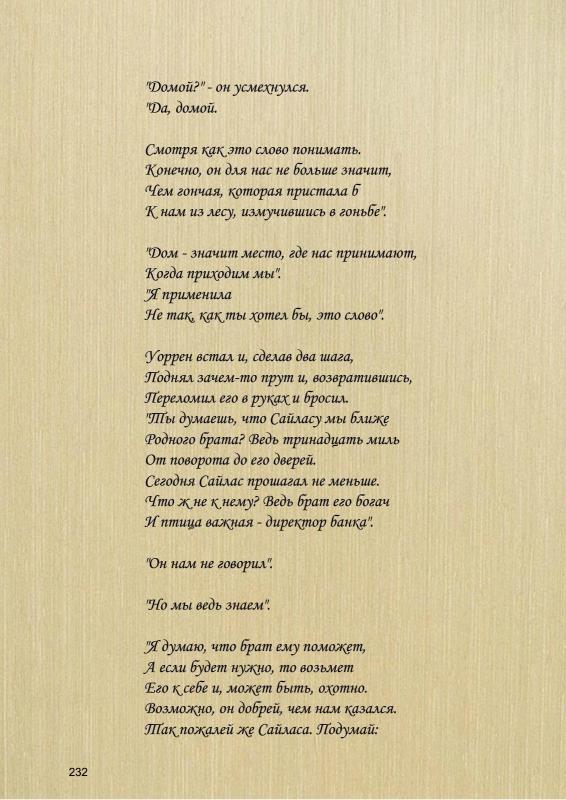 "Домой?" - он усмехнулся.
"Да, домой.
Смотря как это слово понимать.
Конечно, он для нас не больше значит,
Чем гончая, которая пристала б
К нам из лесу, измучившись в гоньбе".
"Дом - значит место, где нас принимают,
Когда приходим мы".
"Я применила
Не так, как ты хотел бы, это слово".
Уоррен встал и, сделав два шага,
Поднял зачем-то прут и, возвратившись,
Переломил его в руках и бросил.
"Ты думаешь, что Сайласу мы ближе
Родного брата? Ведь тринадцать миль
От поворота до его дверей.
Сегодня Сайлас прошагал не меньше.
Что ж не к нему? Ведь брат его богач
И птица важная - директор банка".
"Он нам не говорил".
"Но мы ведь знаем".
"Я думаю, что брат ему поможет,
А если будет нужно, то возьмет
Его к себе и, может быть, охотно.
Возможно, он добрей, чем нам казался.
Так пожалей же Сайласа. Подумай:
232